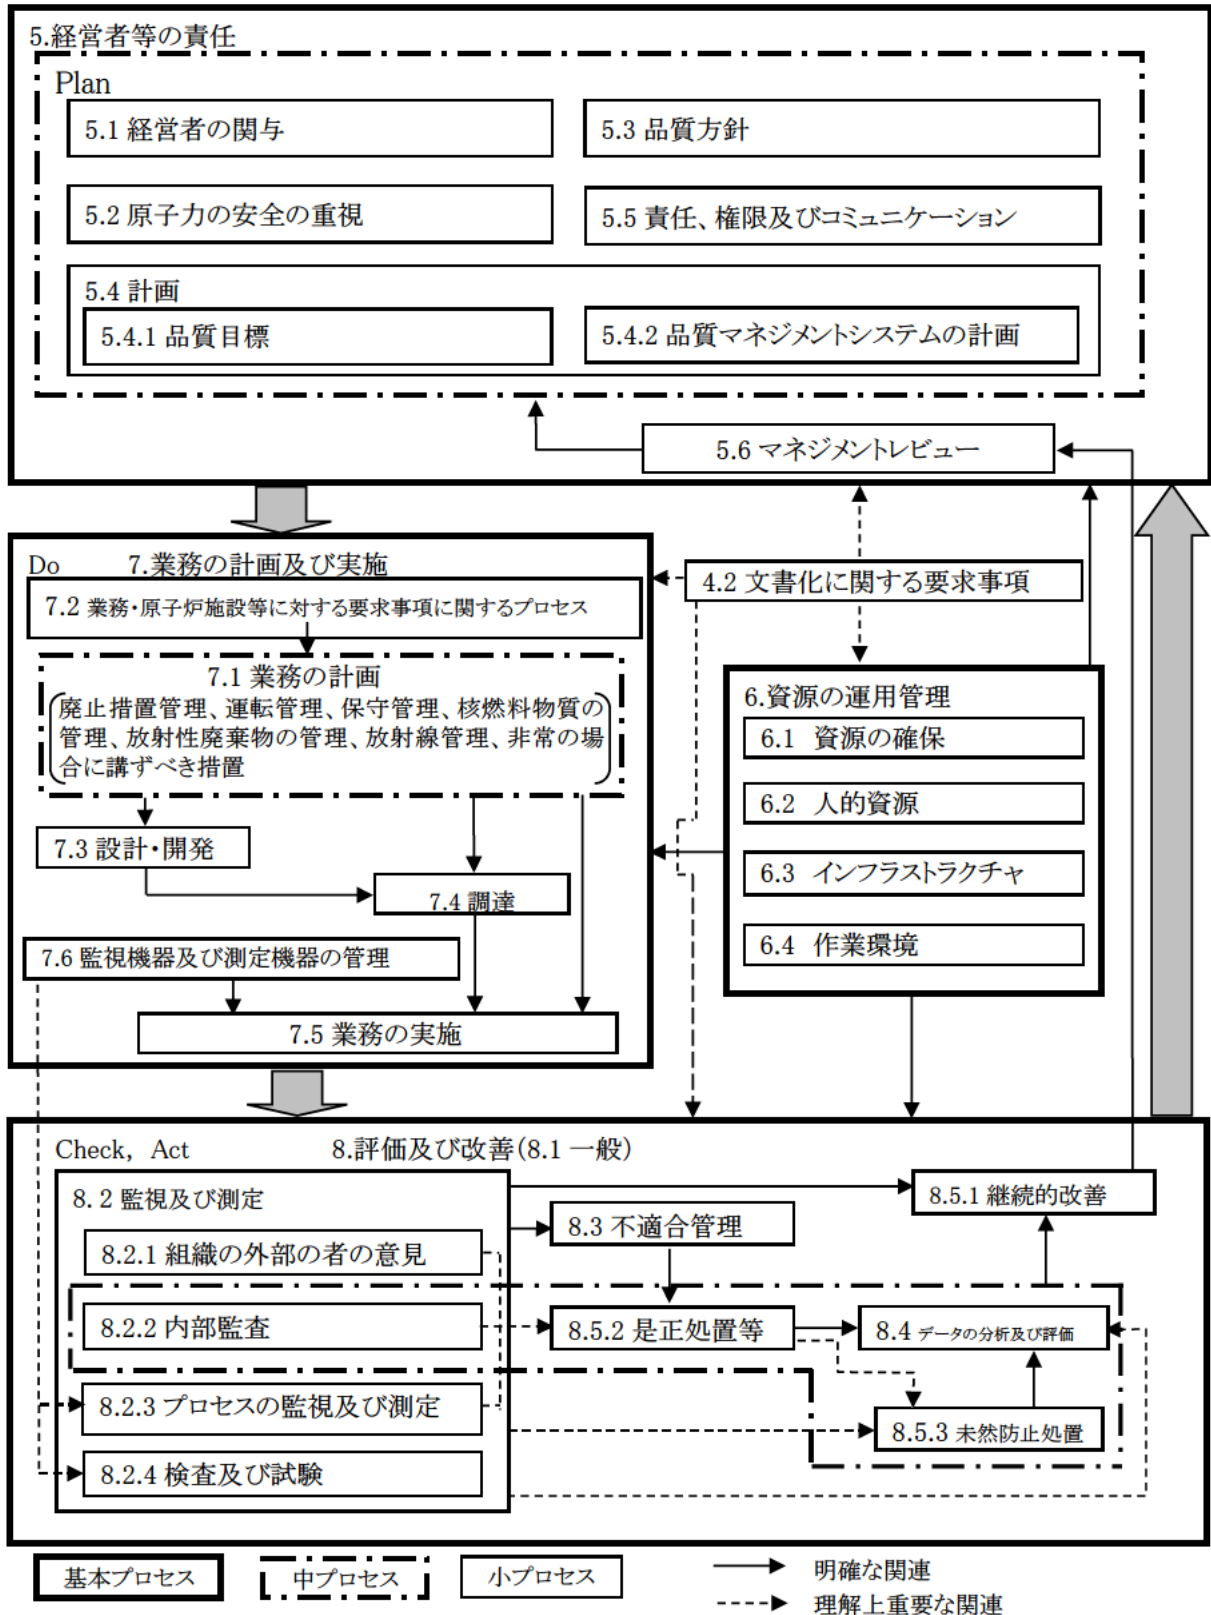 5.経営者等の責任
Plan
5.1 経営者の関与
5.3 品質方針
5.2 原子力の安全の重視
5.5 責任、権限及びコミュニケーション
5.4 計画
5.4.1 品質目標
5.4.2 品質マネジメントシステムの計画
5.6 マネジメントレビュー
Do 7.業務の計画及び実施
7.2 業務・原子炉施設等に対する要求事項に関するプロセス
4.2 文書化に関する要求事項
7.1 業務の計画
廃止措置管理、運転管理、保守管理、核燃料物質の
管理、放射性廃棄物の管理、放射線管理、非常の場
合に講ずべき措置
7.3 設計・開発
7.4 調達
7.6 監視機器及び測定機器の管理
7.5 業務の実施
6.資源の運用管理
6.1 資源の確保
6.2 人的資源
6.3 インフラストラクチャ
6.4 作業環境
Check, Act 8.評価及び改善(8.1 一般)
8.2 監視及び測定
8.2.1 組織の外部の者の意見
8.2.2 内部監査
8.2.3 プロセスの監視及び測定
8.2.4 検査及び試験
8.3 不適合管理
8.5.1 継続的改善
8.5.2 是正処置等
8.4 データの分析及び評価
8.5.3 未然防止処置
基本プロセス
中プロセス
小プロセス
明確な関連
理解上重要な関連